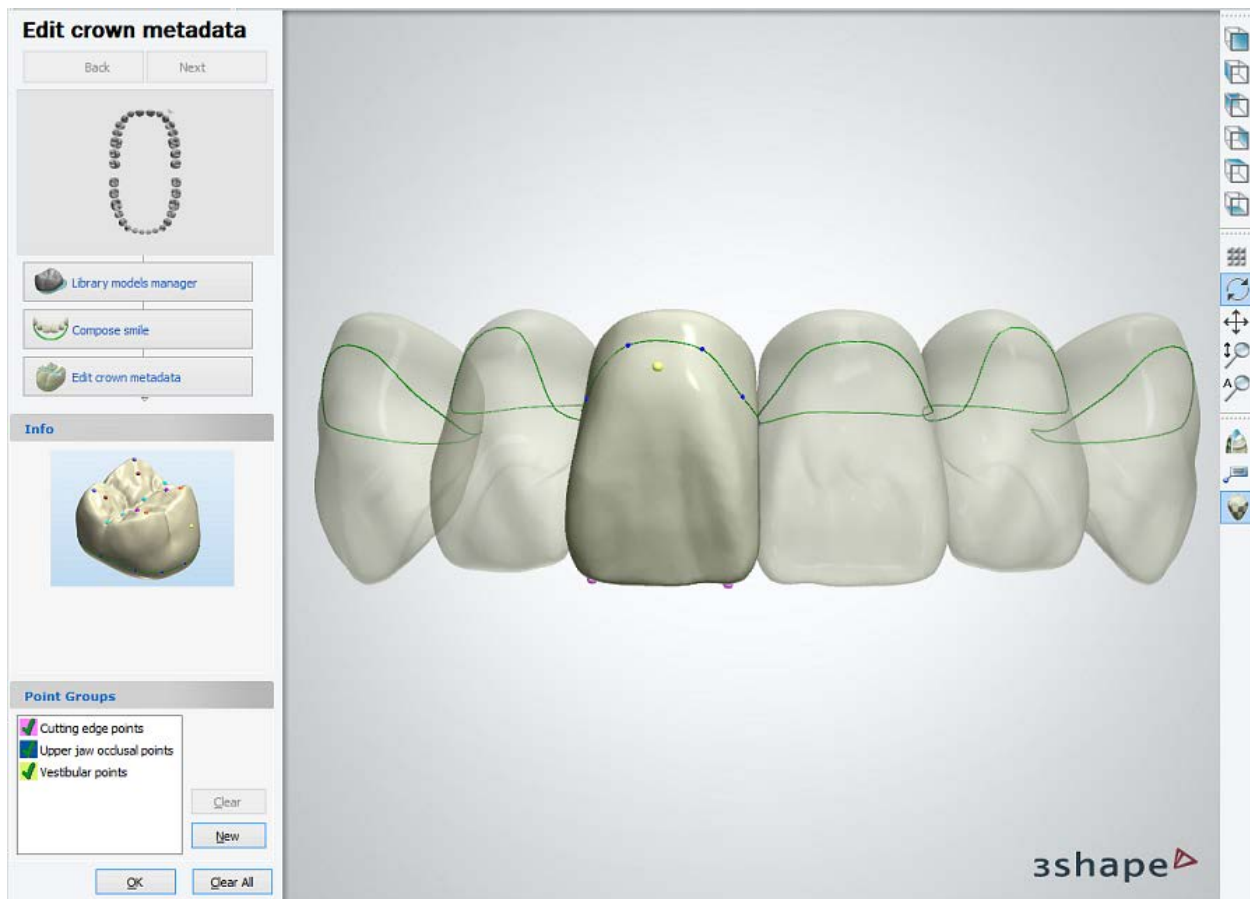 Edit crown metadata
Back Next
Library models manager
Compose smile
Edit crown metadata
Info
Point Groups
Cutting edge points
Upper jaw occlusal points
Vestibular points
Clear
New
OK Clear All
A
3shape